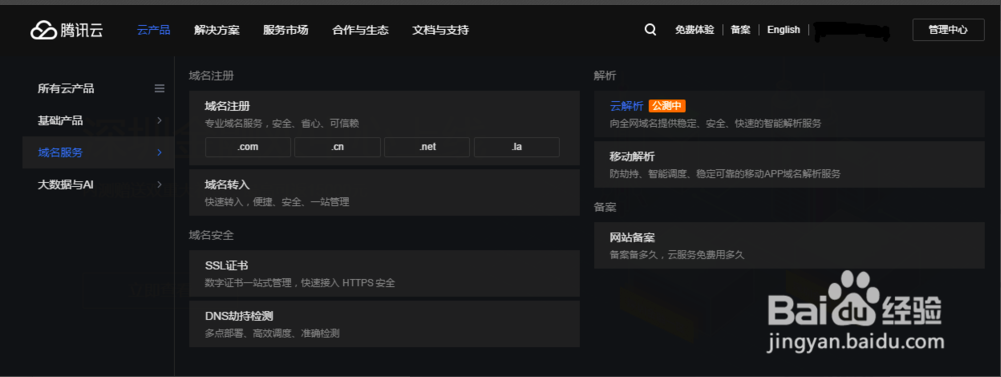 腾讯云 云产品 解决方案 服务市场 合作与生态 文档与支持 免费体验 备案 English 管理中心
所有云产品
基础产品
域名服务
大数据与AI
域名注册
域名注册
专业域名服务，安全、省心、可信赖
.com .cn .net .la
域名转入
快速转入，便捷、安全、一站管理
域名安全
SSL证书
数字证书一站式管理，快速接入 HTTPS 安全
DNS劫持检测
多点部署、高效调度、准确检测
解析
云解析 公测中
向全网域名提供稳定、安全、快速的智能解析服务
移动解析
防劫持、智能调度、稳定可靠的移动APP域名解析服务
备案
网站备案
备案备多久，云服务免费用多久
Baidu 经验
jingyan.baidu.com